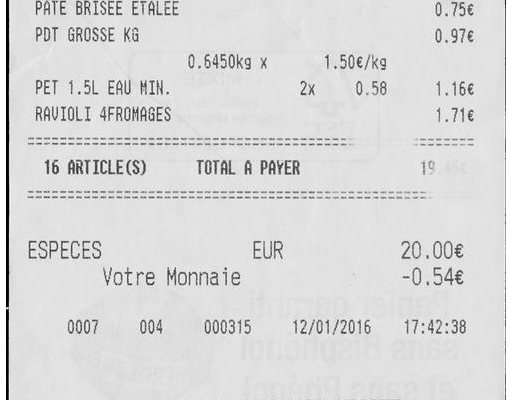 PATE BRISEE ETALEE 0.75€
PDT GROSSE KG 0.97€
0.6450kg x 1.50€/kg
PET 1.5L EAU MIN. 2x 0.58 1.16€
RAVIOLI 4FROMAGES 1.71€
16 ARTICLE(S) TOTAL A PAYER 19.46€
ESPECES EUR 20.00€
Votre Monnaie -0.54€
0007 004 000315 12/01/2016 17:42:38
Papier garanti
sans Bisphénol
et sans Phénol